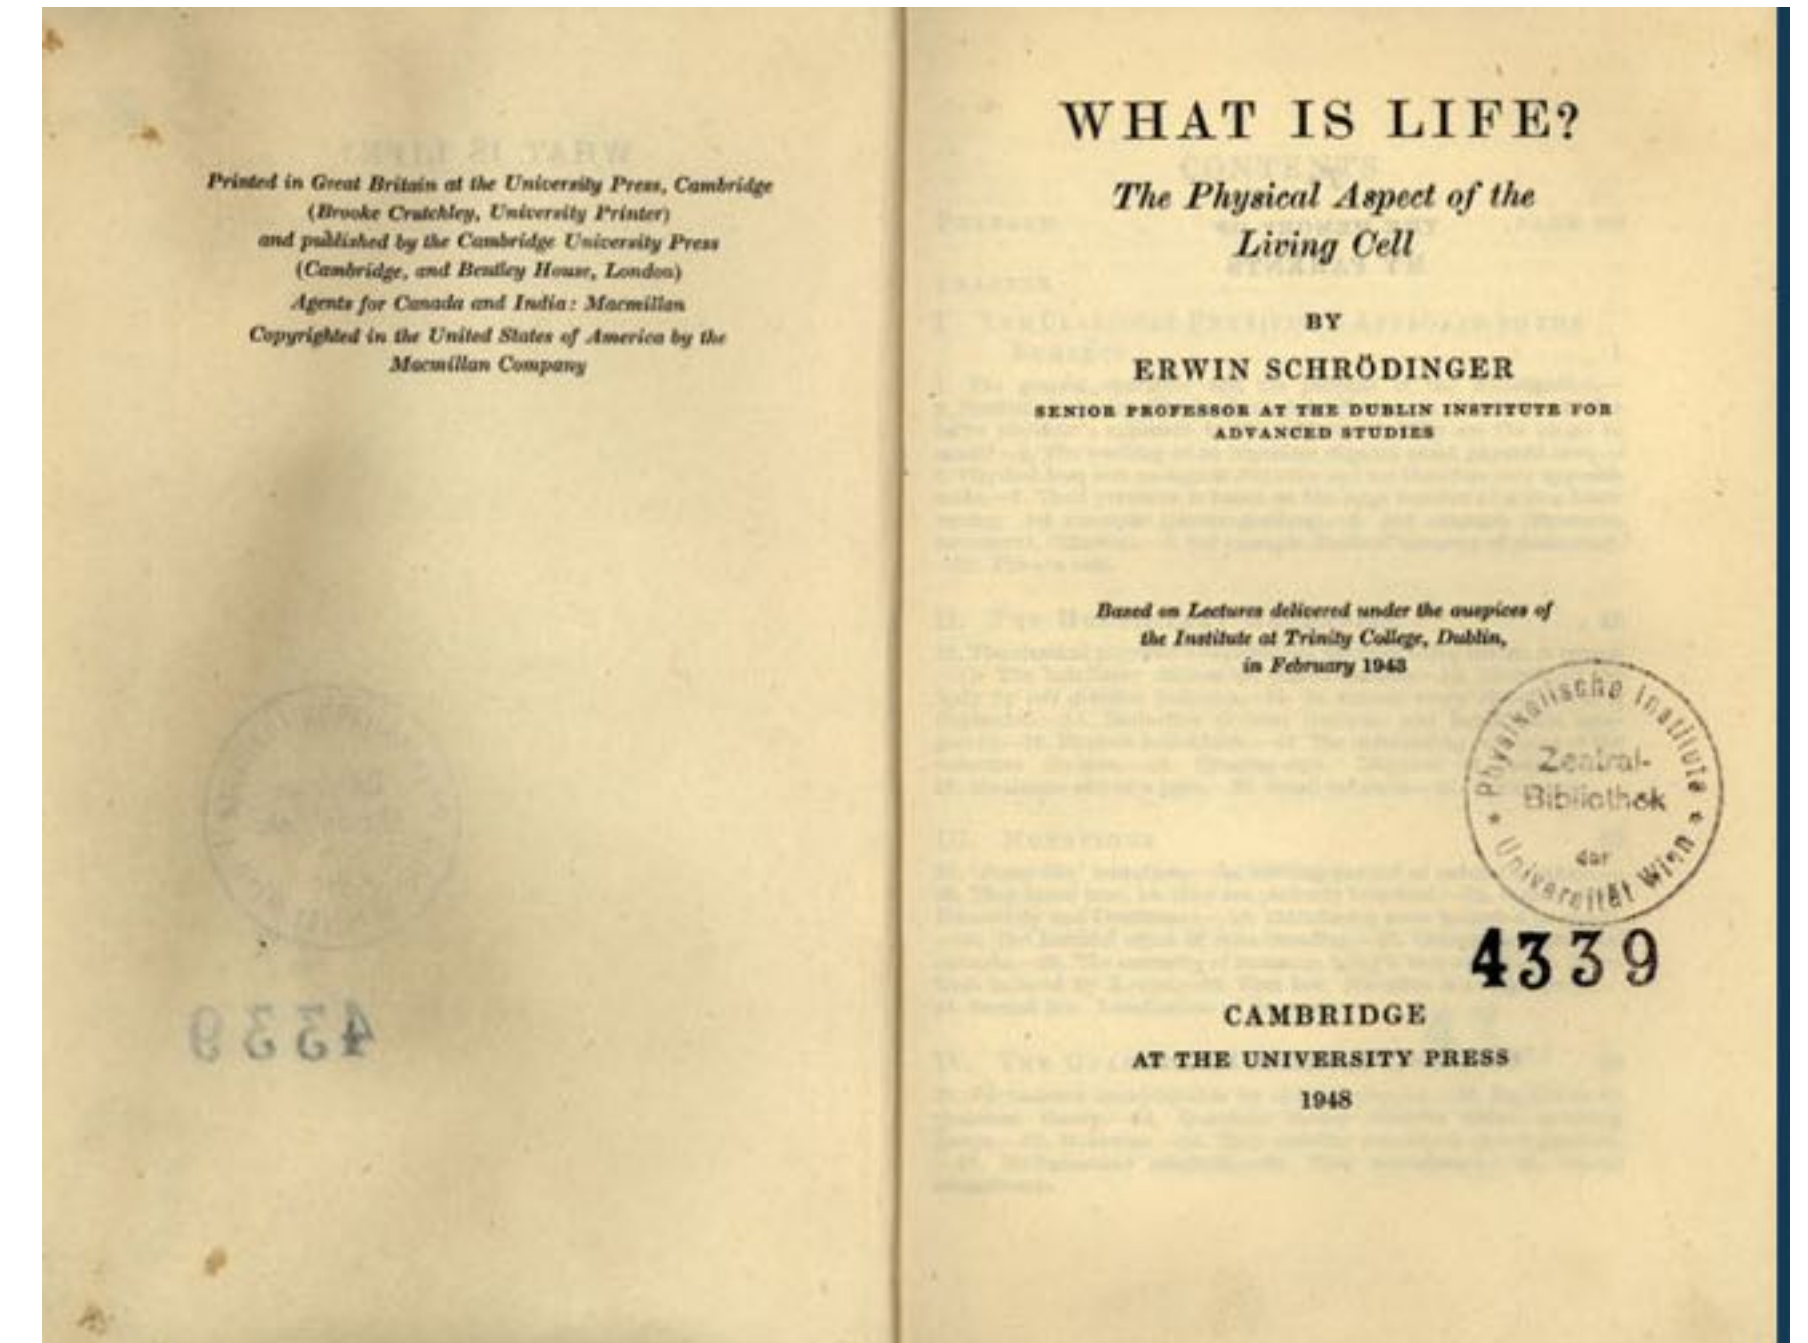 Printed in Great Britain at the University Press, Cambridge
(Brooke Crutchley, University Printer)
and published by the Cambridge University Press
(Cambridge, and Bentley House, London)
Agents for Canada and India: Macmillan
Copyrighted in the United States of America by the
Macmillan Company
WHAT IS LIFE?
The Physical Aspect of the
Living Cell
BY
ERWIN SCHRÖDINGER
SENIOR PROFESSOR AT THE DUBLIN INSTITUTE FOR
ADVANCED STUDIES
Based on Lectures delivered under the auspices of
the Institute at Trinity College, Dublin,
in February 1943
Physikalische Institute
Zentral-
Bibliothek
der
* Universität Wien *
4339
CAMBRIDGE
AT THE UNIVERSITY PRESS
1948